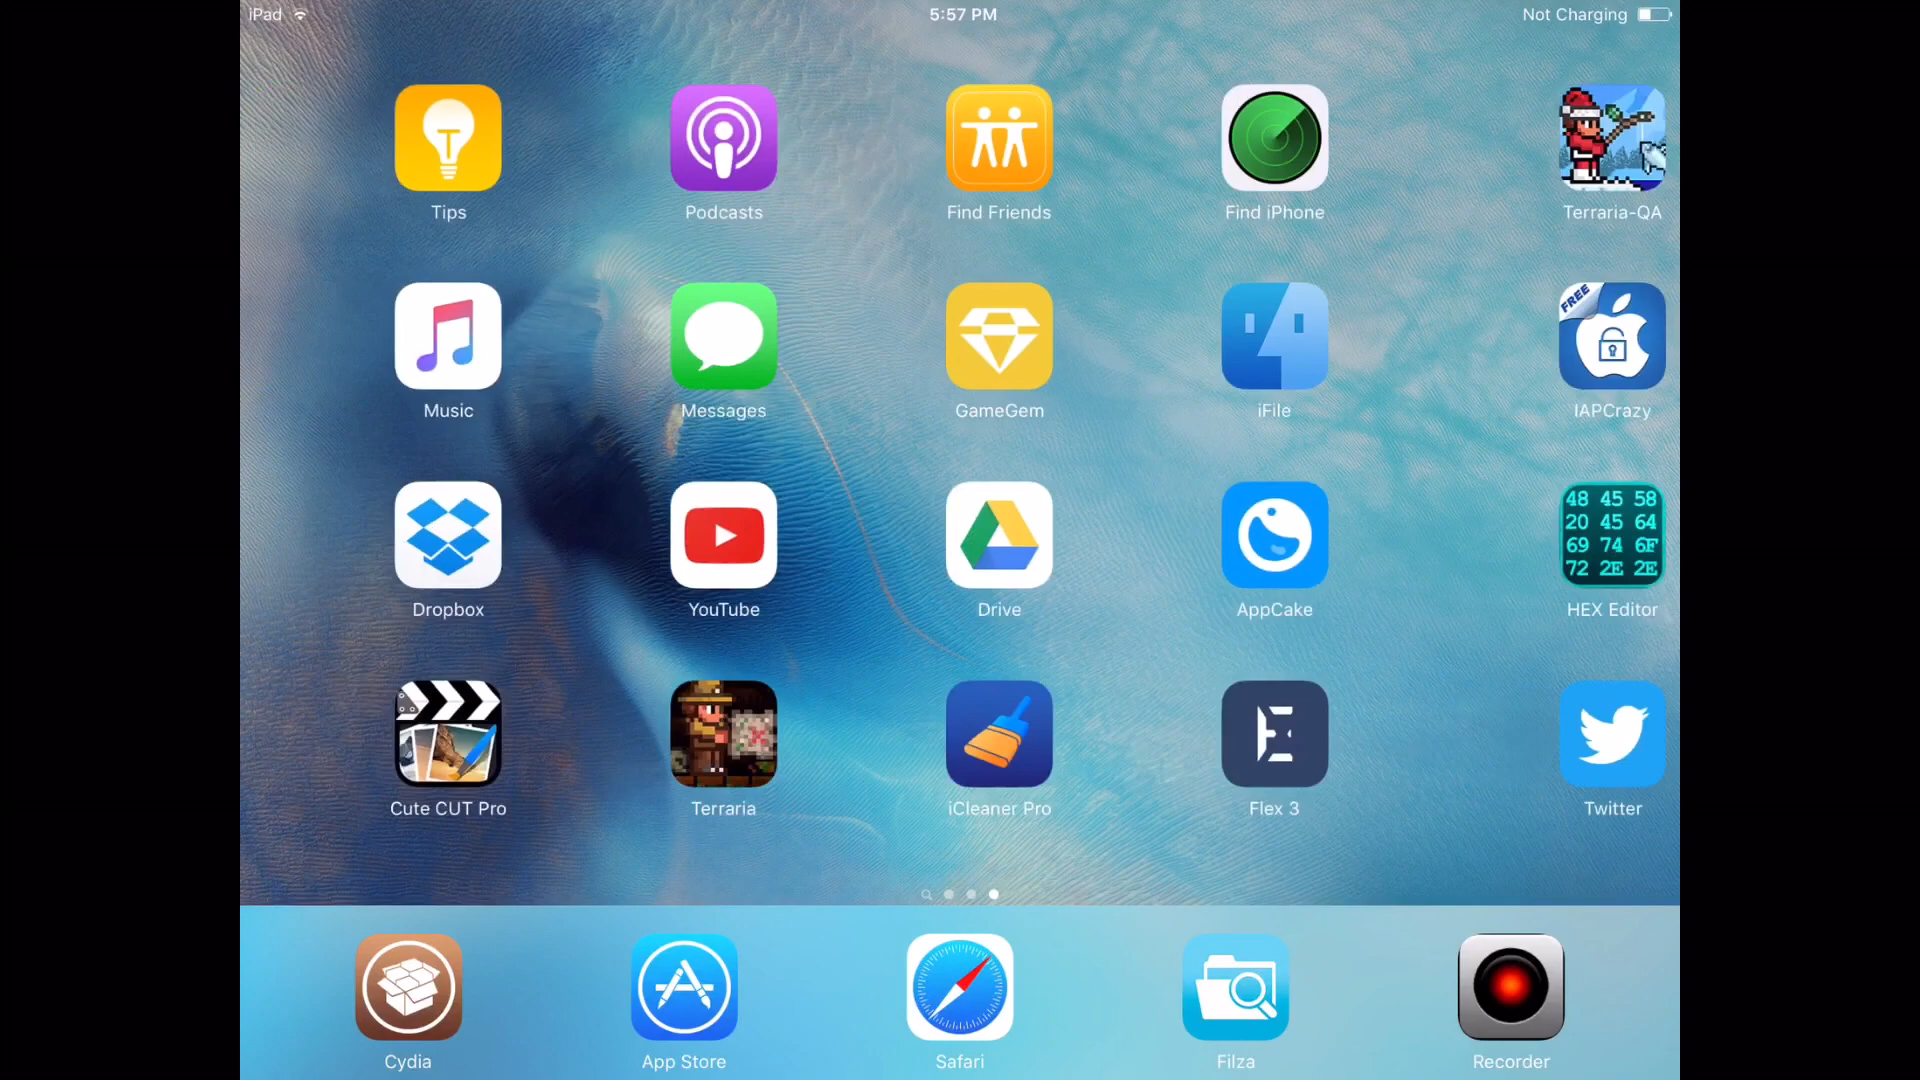 iPad 5:57 PM Not Charging
Tips Podcasts Find Friends Find iPhone Terraria-QA
FREE
Music Messages GameGem iFile IAPCrazy
48 45 58
20 45 64
69 74 6F
72 2E 2E
Dropbox YouTube Drive AppCake HEX Editor
Cute CUT Pro Terraria iCleaner Pro Flex 3 Twitter
Cydia App Store Safari Filza Recorder